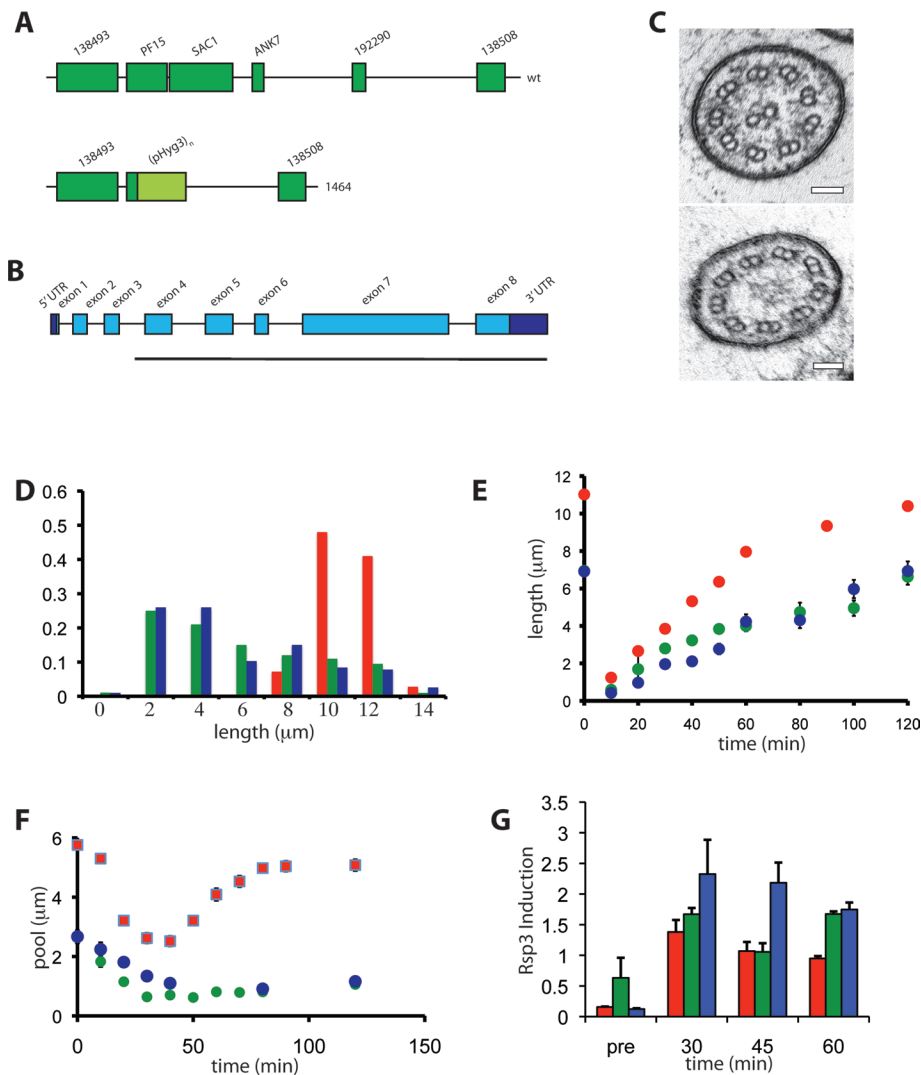 A
138493 PF15 SAC1 ANK7 192290 138508
wt
138493 (pHyg3)n 138508
1464
B
5' UTR exon 1 exon 2 exon 3 exon 4 exon 5 exon 6 exon 7 exon 8 3' UTR
C
D
0.6
0.5
0.4
0.3
0.2
0.1
0
0 2 4 6 8 10 12 14
length (μm)
E
length (μm)
12
10
8
6
4
2
0
0 20 40 60 80 100 120
time (min)
F
pool (μm)
6
4
2
0
0 50 100 150
time (min)
G
Rsp3 Induction
3.5
3
2.5
2
1.5
1
0.5
0
pre 30 45 60
time (min)